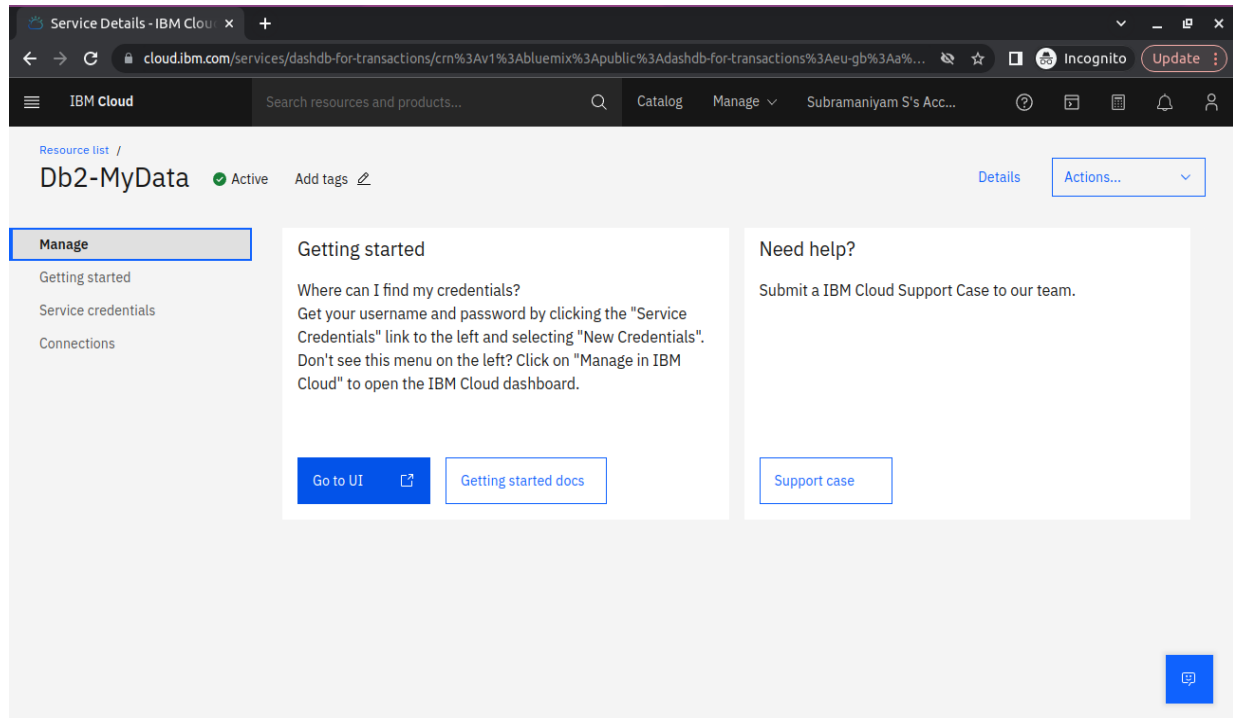 Service Details - IBM Clou
cloud.ibm.com/services/dashdb-for-transactions/crn%3Av1%3Abluemix%3Apublic%3Adashdb-for-transactions%3Aeu-gb%3Aa%...
Incognito
Update
IBM Cloud
Search resources and products...
Catalog
Manage
Subramaniyam S's Acc...
Resource list /
Db2-MyData
Active
Add tags
Details
Actions...
Manage
Getting started
Service credentials
Connections
Getting started
Where can I find my credentials?
Get your username and password by clicking the "Service
Credentials" link to the left and selecting "New Credentials".
Don't see this menu on the left? Click on "Manage in IBM
Cloud" to open the IBM Cloud dashboard.
Go to UI
Getting started docs
Need help?
Submit a IBM Cloud Support Case to our team.
Support case